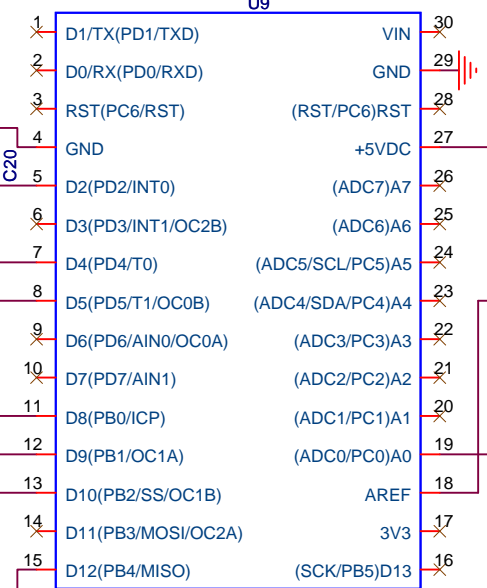 U9
1 D1/TX(PD1/TXD) VIN 30
2 D0/RX(PD0/RXD) GND 29
3 RST(PC6/RST) (RST/PC6)RST 28
4 GND +5VDC 27
C20
5 D2(PD2/INT0) (ADC7)A7 26
6 D3(PD3/INT1/OC2B) (ADC6)A6 25
7 D4(PD4/T0) (ADC5/SCL/PC5)A5 24
8 D5(PD5/T1/OC0B) (ADC4/SDA/PC4)A4 23
9 D6(PD6/AIN0/OC0A) (ADC3/PC3)A3 22
10 D7(PD7/AIN1) (ADC2/PC2)A2 21
11 D8(PB0/ICP) (ADC1/PC1)A1 20
12 D9(PB1/OC1A) (ADC0/PC0)A0 19
13 D10(PB2/SS/OC1B) AREF 18
14 D11(PB3/MOSI/OC2A) 3V3 17
15 D12(PB4/MISO) (SCK/PB5)D13 16